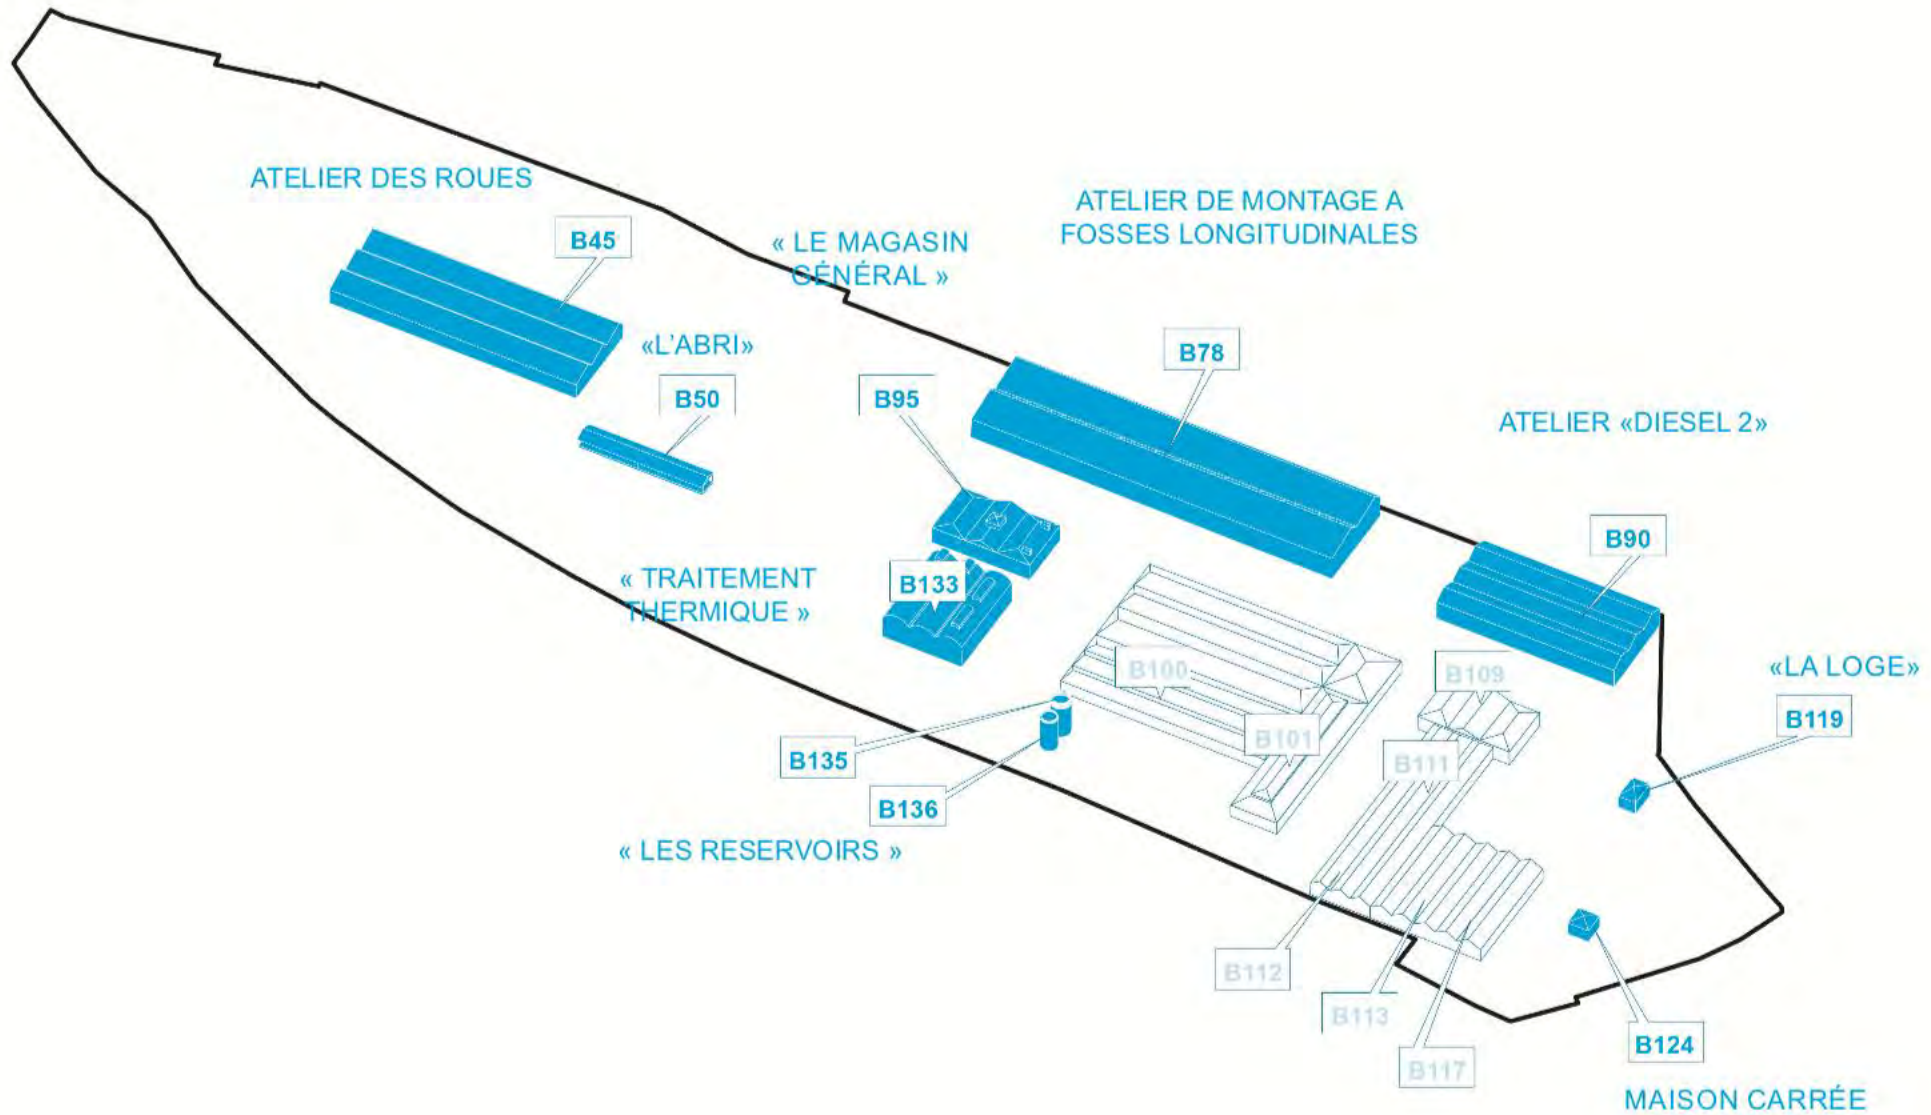 ATELIER DES ROUES
B45
« LE MAGASIN
GÉNÉRAL »
ATELIER DE MONTAGE A
FOSSES LONGITUDINALES
«L'ABRI»
B50
B95
B78
ATELIER «DIESEL 2»
B90
« TRAITEMENT
THERMIQUE »
B133
B100
B109
«LA LOGE»
B119
B101
B111
B135
B136
« LES RESERVOIRS »
B112
B113
B117
B124
MAISON CARRÉE